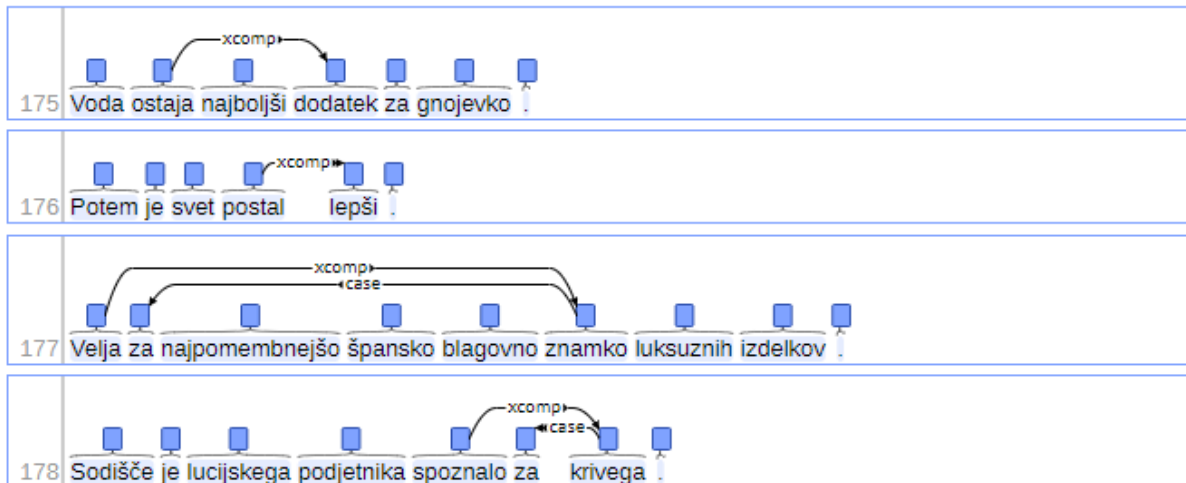 xcomp
175 Voda ostaja najboljši dodatek za gnojevko .
xcomp
176 Potem je svet postal lepši .
xcomp
case
177 Velja za najpomembnejšo špansko blagovno znamko luksuznih izdelkov .
xcomp
case
178 Sodišče je lucijskega podjetnika spoznalo za krivega .